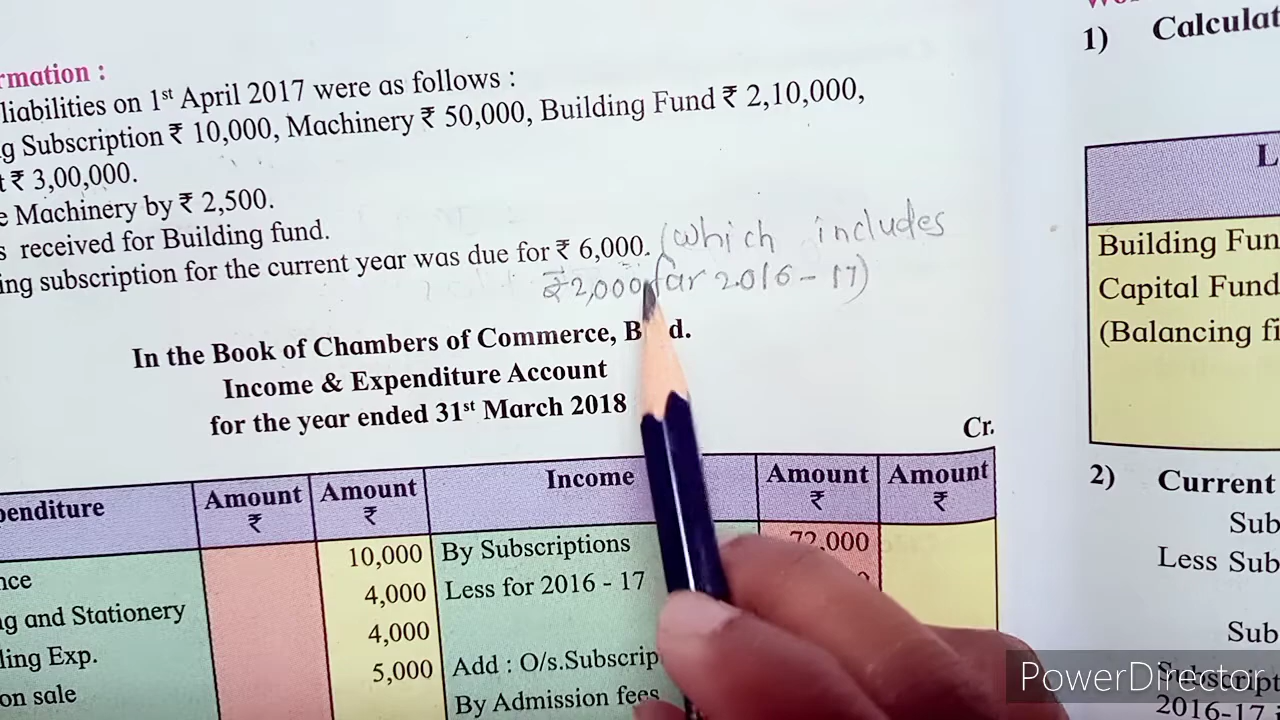 rmation :
liabilities on 1st April 2017 were as follows :
g Subscription ₹ 10,000, Machinery ₹ 50,000, Building Fund ₹ 2,10,000,
t ₹ 3,00,000.
e Machinery by ₹ 2,500.
s received for Building fund.
ing subscription for the current year was due for ₹ 6,000. (which includes
₹2,000 for 2016-17)
In the Book of Chambers of Commerce, B d.
Income & Expenditure Account
for the year ended 31st March 2018
Cr.
penditure Amount ₹ Amount ₹ Income Amount ₹ Amount ₹
10,000 By Subscriptions 72,000
nce 4,000 Less for 2016 - 17
ng and Stationery 4,000
ling Exp. 5,000 Add : O/s.Subscrip
on sale By Admission fees
1) Calculat
L
Building Fun
Capital Fund
(Balancing fi
2) Current
Sub
Less Sub
Sub
Subscript
2016-17 i
PowerDirector